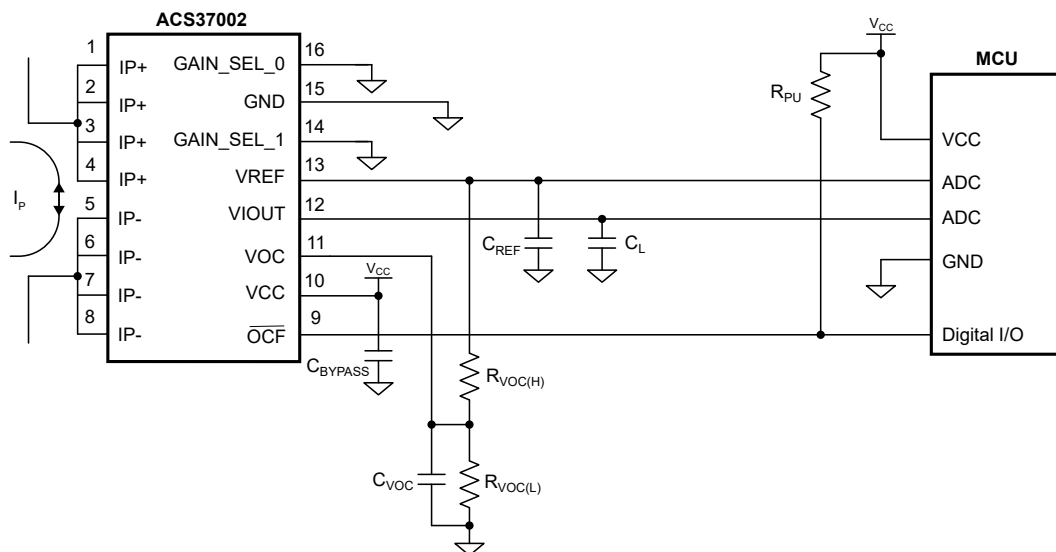 ACS37002
1
2
3
4
5
6
7
8
IP+
IP+
IP+
IP+
IP-
IP-
IP-
IP-
GAIN_SEL_0
GND
GAIN_SEL_1
VREF
VIOUT
VOC
VCC
OCF
16
15
14
13
12
11
10
9
IP
VCC
CBYPASS
CREF
CL
RVOC(H)
CVOC
RVOC(L)
VCC
RPU
MCU
VCC
ADC
ADC
GND
Digital I/O